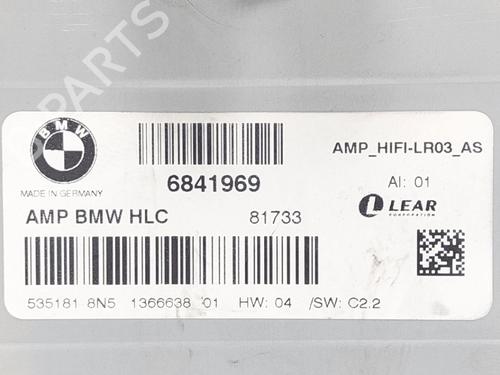 BMW
AMP_HIFI-LR03_AS
MADE IN GERMANY
6841969
AI: 01
AMP BMW HLC 81733
LEAR
CORPORATION
535181 8N5 1366638 01 HW: 04 /SW: C2.2